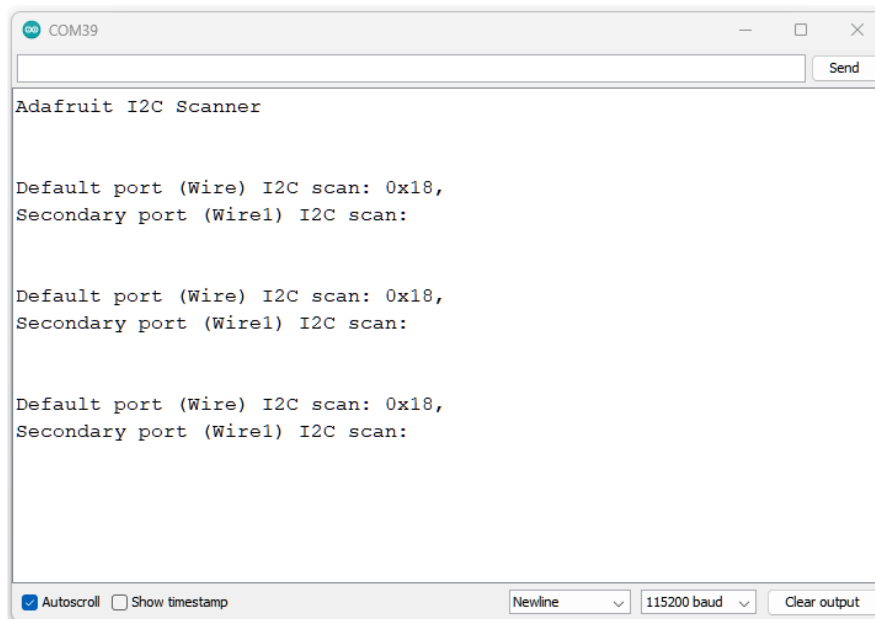 COM39
Send
Adafruit I2C Scanner
Default port (Wire) I2C scan: 0x18,
Secondary port (Wire1) I2C scan:
Default port (Wire) I2C scan: 0x18,
Secondary port (Wire1) I2C scan:
Default port (Wire) I2C scan: 0x18,
Secondary port (Wire1) I2C scan:
Autoscroll Show timestamp Newline 115200 baud Clear output